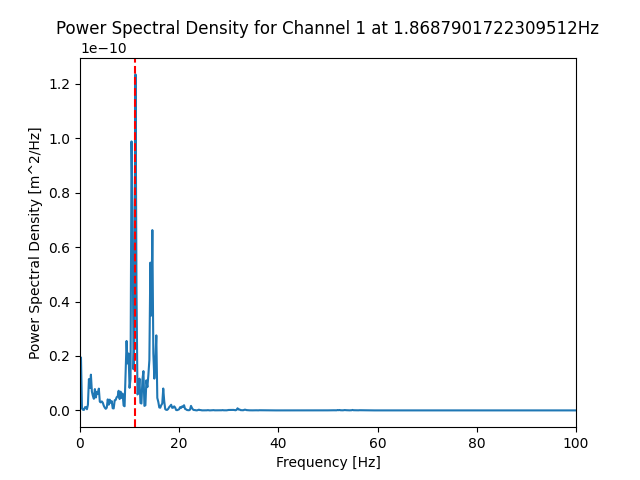 Power Spectral Density for Channel 1 at 1.8687901722309512Hz
1e−10
1.2
1.0
0.8
0.6
0.4
0.2
0.0
Power Spectral Density [m^2/Hz]
0 20 40 60 80 100
Frequency [Hz]